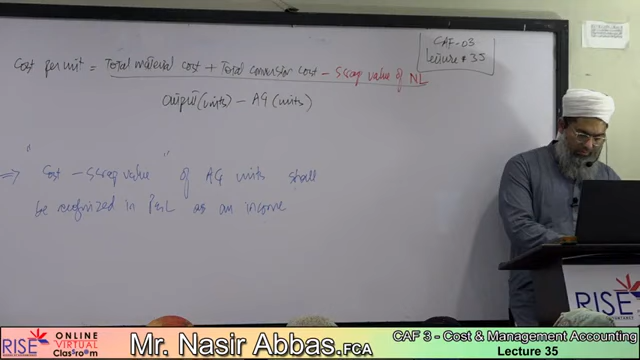 CAF-03
Lecture # 35
Cost per unit = Total material cost + Total conversion cost - Scrap value of NL
Output (units) - AG (units)
⇒ "Cost - Scrap value" of AG units shall
be recognized in P&L as an income
RISE
RISE
ONLINE
VIRTUAL
Classroom
Mr. Nasir Abbas, FCA
CAF 3 - Cost & Management Accounting
Lecture 35